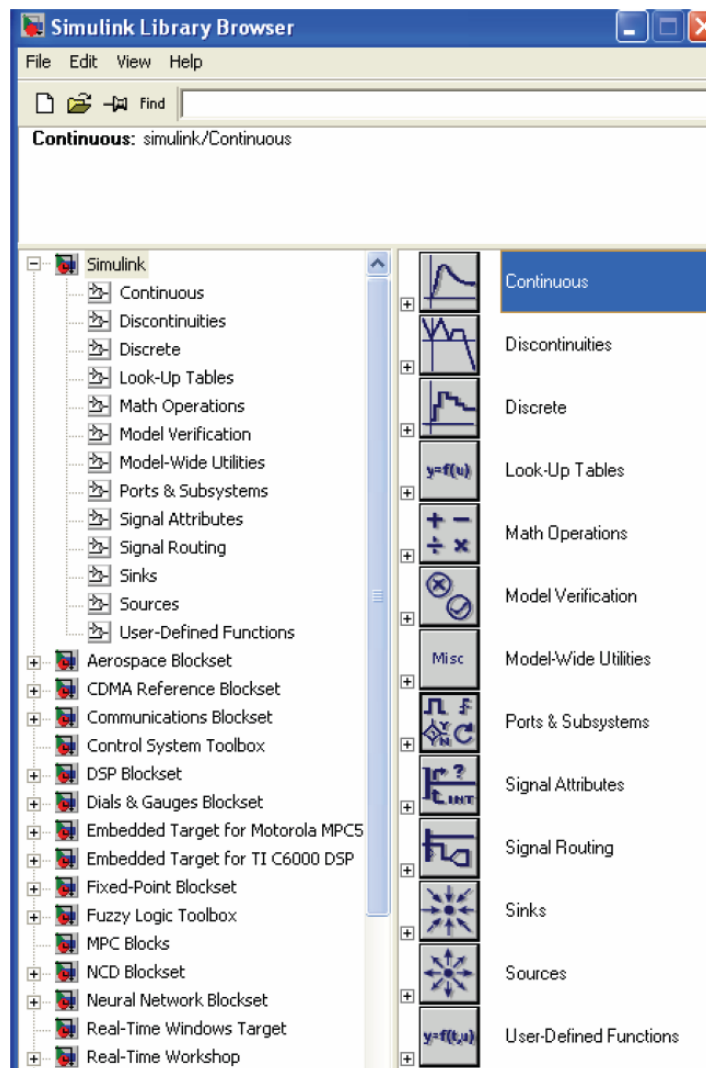 Simulink Library Browser
File Edit View Help
Find
Continuous: simulink/Continuous
Simulink
Continuous
Discontinuities
Discrete
Look-Up Tables
Math Operations
Model Verification
Model-Wide Utilities
Ports & Subsystems
Signal Attributes
Signal Routing
Sinks
Sources
User-Defined Functions
Aerospace Blockset
CDMA Reference Blockset
Communications Blockset
Control System Toolbox
DSP Blockset
Dials & Gauges Blockset
Embedded Target for Motorola MPC5
Embedded Target for TI C6000 DSP
Fixed-Point Blockset
Fuzzy Logic Toolbox
MPC Blocks
NCD Blockset
Neural Network Blockset
Real-Time Windows Target
Real-Time Workshop
Continuous
Discontinuities
Discrete
y=f(u) Look-Up Tables
+ − ÷ × Math Operations
Model Verification
Misc Model-Wide Utilities
Y N C Ports & Subsystems
? INT Signal Attributes
Signal Routing
Sinks
Sources
y=f(t,u) User-Defined Functions